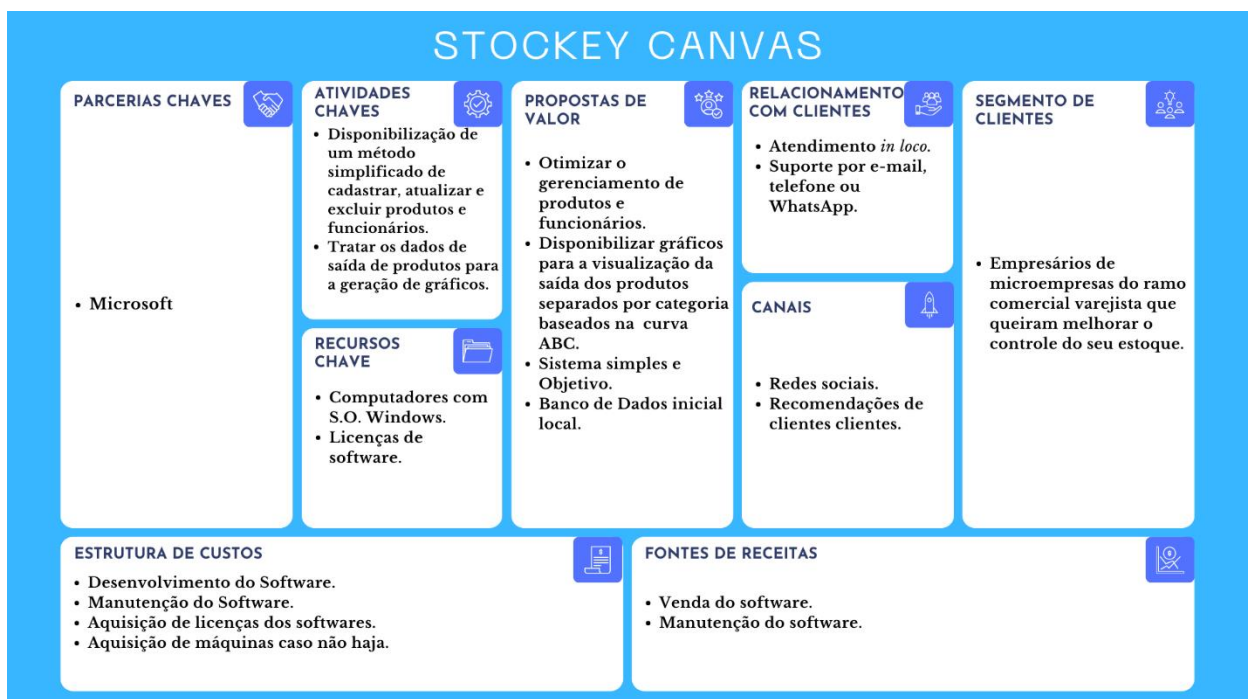 STOCKEY CANVAS
PARCERIAS CHAVES
• Microsoft
ATIVIDADES
CHAVES
• Disponibilização de
um método
simplificado de
cadastrar, atualizar e
excluir produtos e
funcionários.
• Tratar os dados de
saída de produtos para
a geração de gráficos.
RECURSOS
CHAVE
• Computadores com
S.O. Windows.
• Licenças de
software.
PROPOSTAS DE
VALOR
• Otimizar o
gerenciamento de
produtos e
funcionários.
• Disponibilizar gráficos
para a visualização da
saída dos produtos
separados por categoria
baseados na curva
ABC.
• Sistema simples e
Objetivo.
• Banco de Dados inicial
local.
RELACIONAMENTO
COM CLIENTES
• Atendimento in loco.
• Suporte por e-mail,
telefone ou
WhatsApp.
CANAIS
• Redes sociais.
• Recomendações de
clientes clientes.
SEGMENTO DE
CLIENTES
• Empresários de
microempresas do ramo
comercial varejista que
queiram melhorar o
controle do seu estoque.
ESTRUTURA DE CUSTOS
• Desenvolvimento do Software.
• Manutenção do Software.
• Aquisição de licenças dos softwares.
• Aquisição de máquinas caso não haja.
FONTES DE RECEITAS
• Venda do software.
• Manutenção do software.